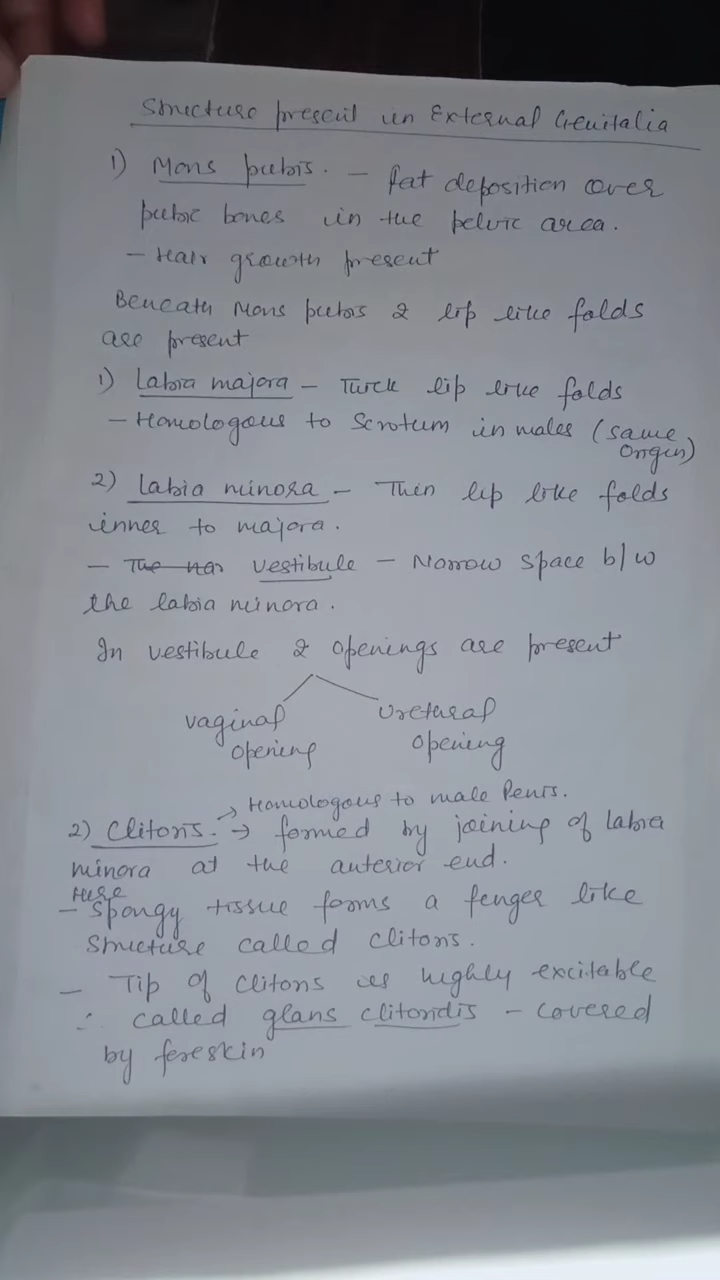 Structure present in External Genitalia
1) Mons pubis. - fat deposition over
pubic bones in the pelvic area.
- Hair growth present
Beneath Mons pubis 2 lip like folds
are present
1) Labia majora - Thick lip like folds
- Homologous to Scrotum in males (same
Origin)
2) Labia minora - Thin lip like folds
inner to majora.
- The nar Vestibule - Narrow space b/w
the labia minora.
In vestibule 2 openings are present
vaginal opening
Urethral opening
→ Homologous to male Penis.
2) Clitoris. → formed by joining of labia
minora at the anterior end.
Here
- Spongy tissue forms a finger like
structure called clitoris.
- Tip of clitoris is highly excitable
∴ called glans clitoridis - covered
by foreskin